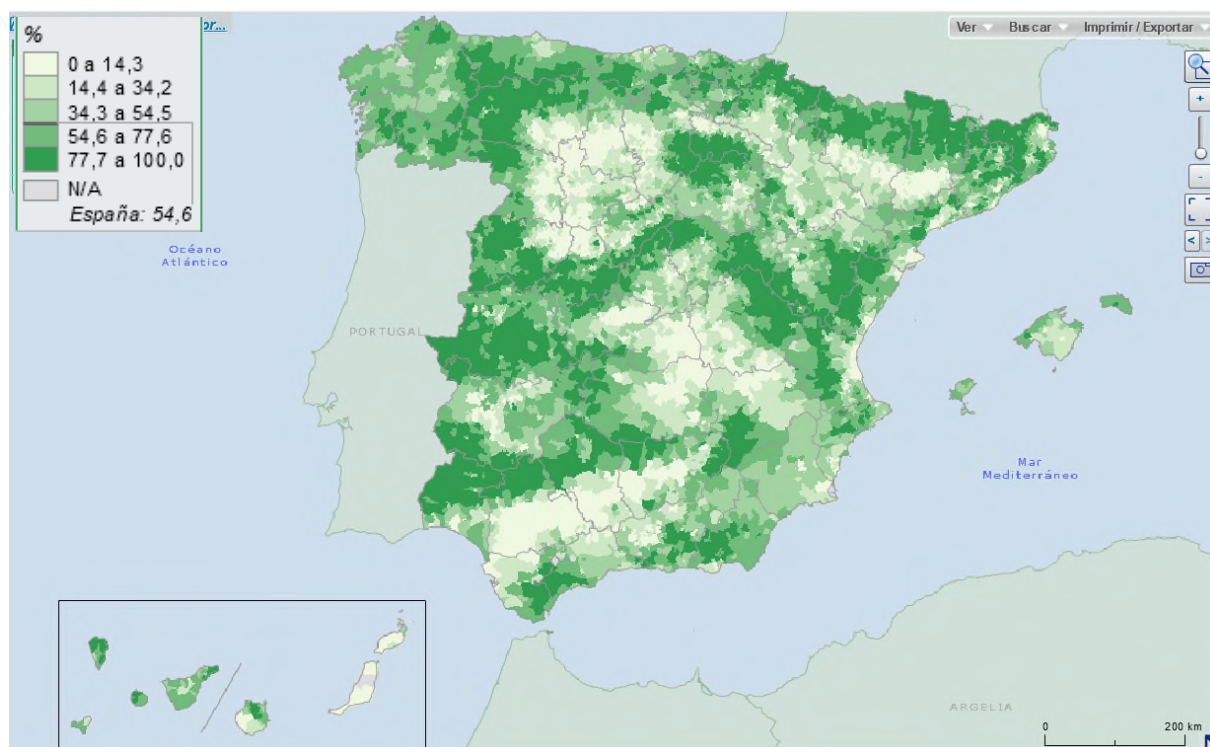 or...
Ver Buscar Imprimir / Exportar
%
0 a 14,3
14,4 a 34,2
34,3 a 54,5
54,6 a 77,6
77,7 a 100,0
N/A
España: 54,6
+
-
< >
Océano
Atlántico
PORTUGAL
Mar
Mediterráneo
ARGELIA
0 200 km